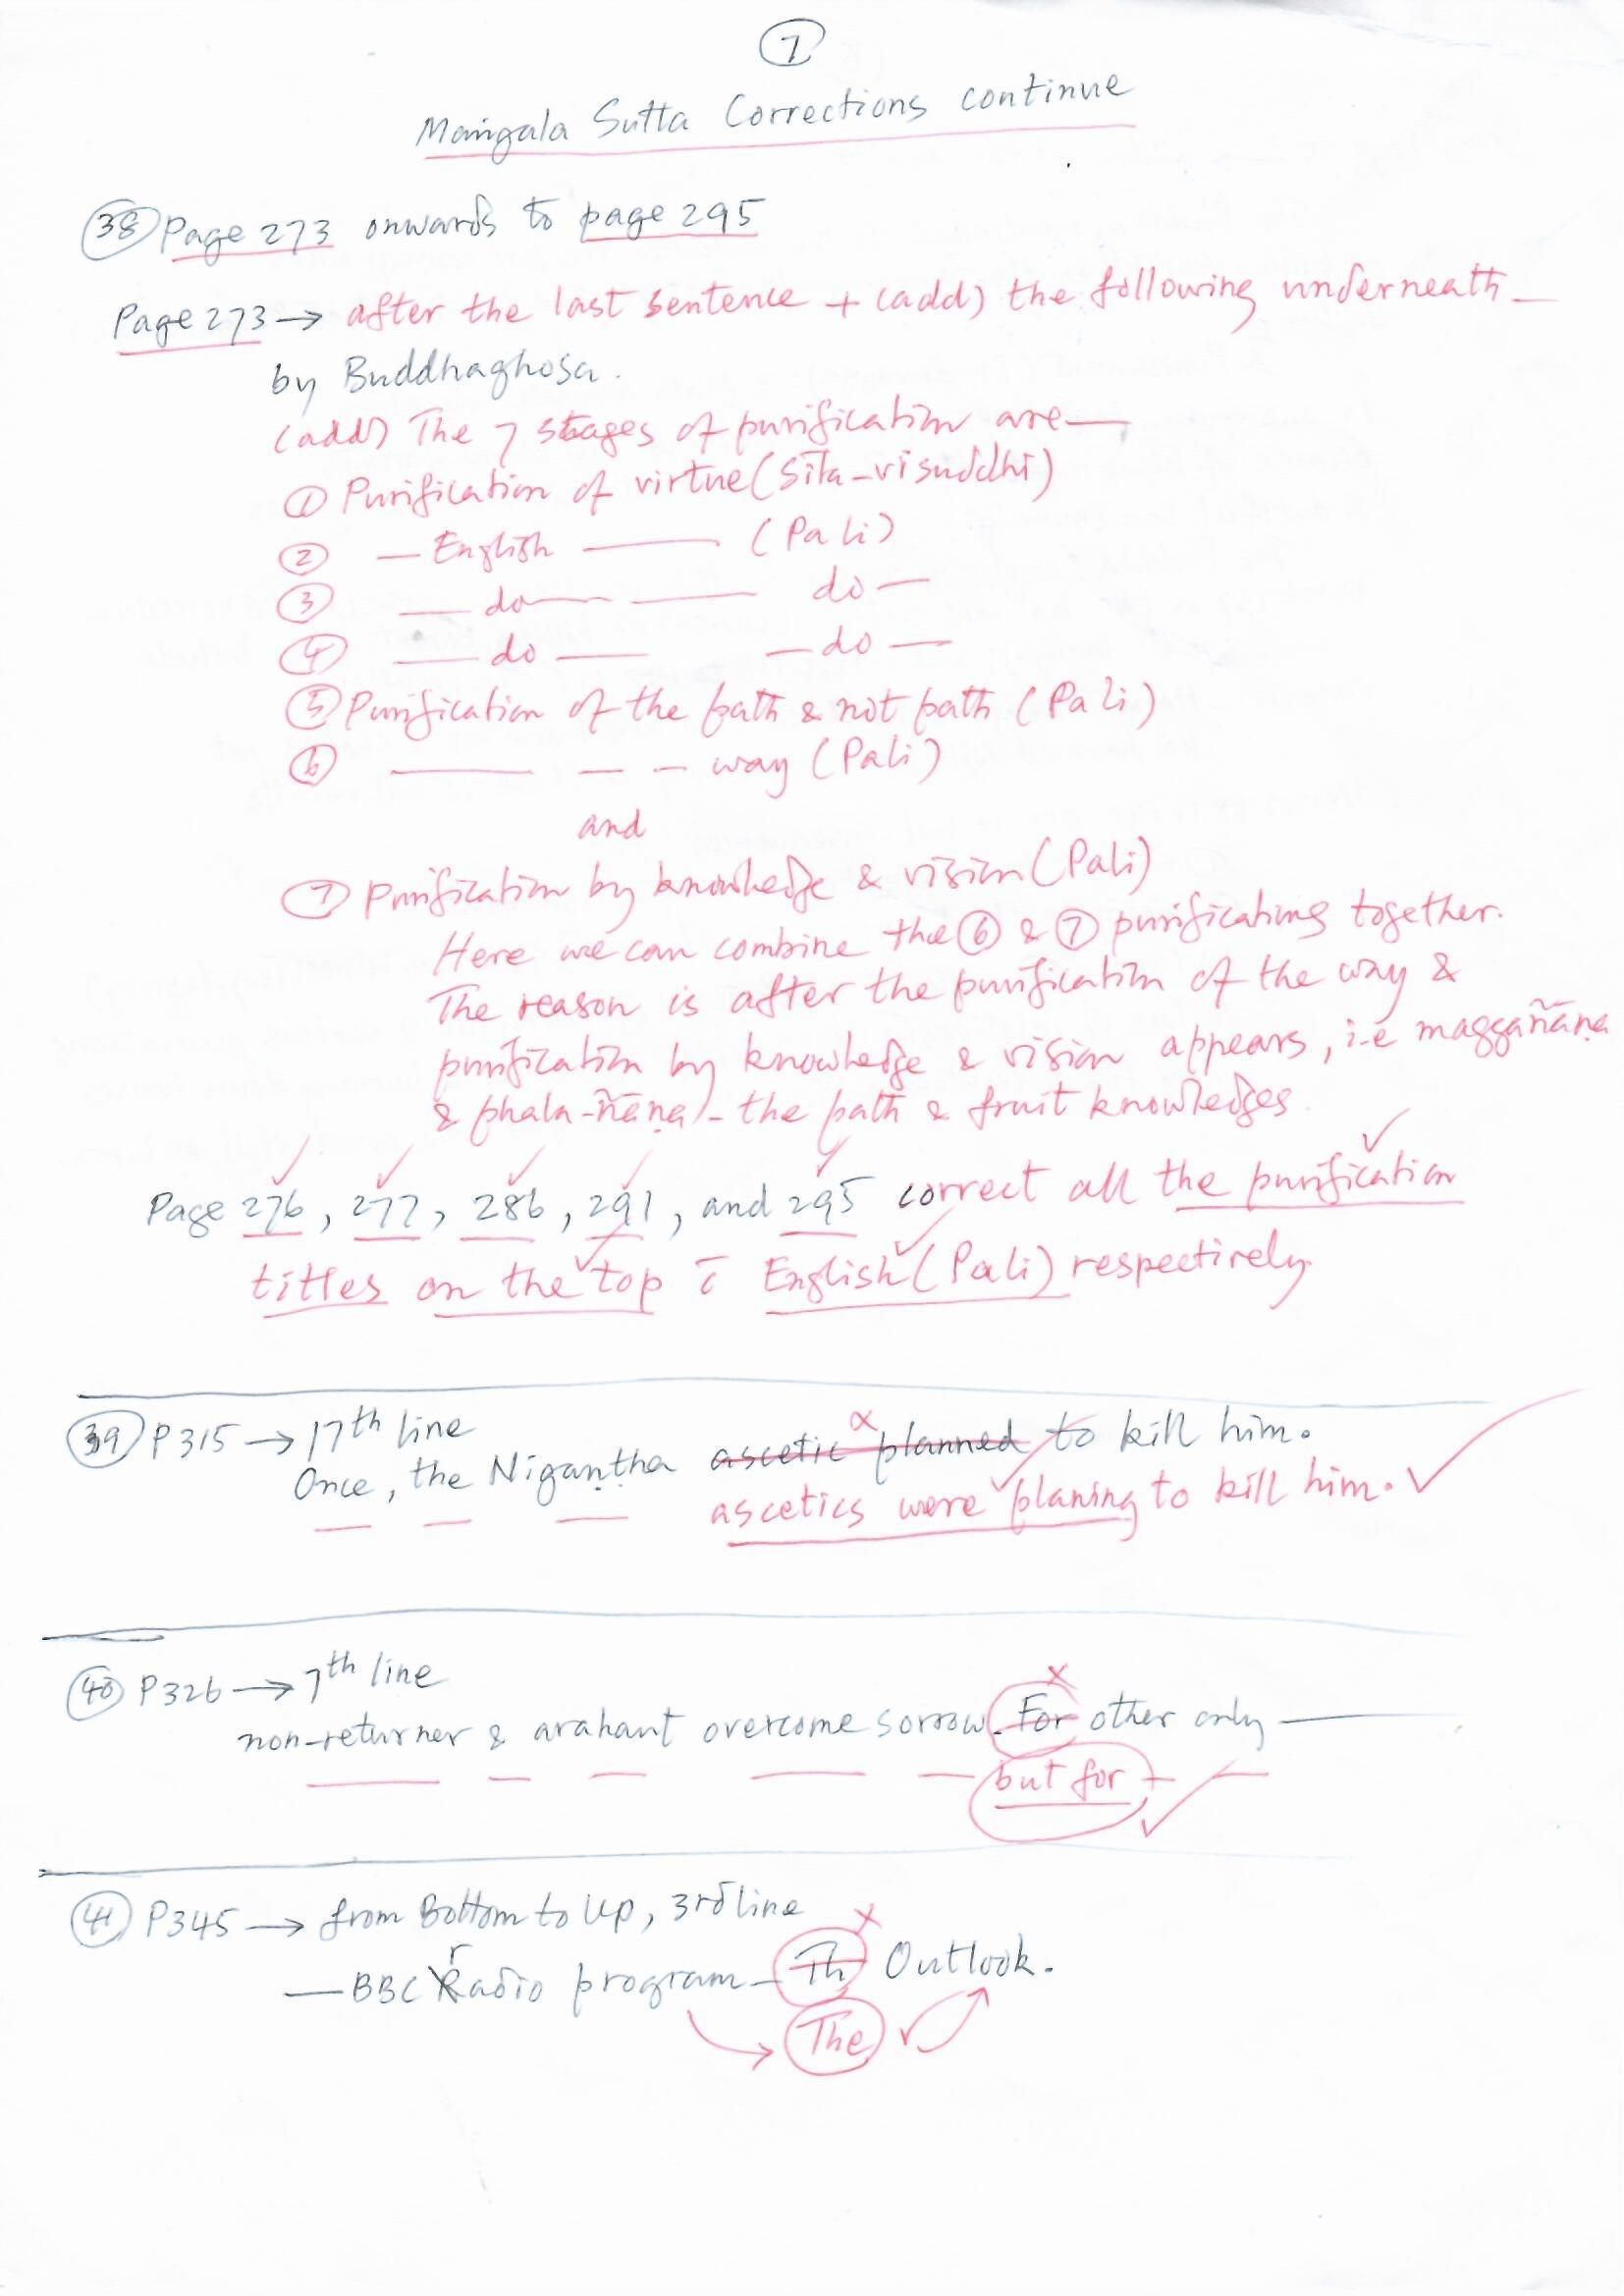 7
Maṅgala Sutta Corrections continue
38 Page 273 onwards to page 295
Page 273 → after the last sentence + (add) the following underneath —
by Buddhaghosa.
(add) The 7 stages of purification are —
① Purification of virtue (Sīla-visuddhi)
② — English — (Pali)
③ — do — — do —
④ — do — — do —
⑤ Purification of the path & not path (Pali)
⑥ — — — way (Pali)
and
⑦ Purification by knowledge & vision (Pali)
Here we can combine the ⑥ & ⑦ purifications together.
The reason is after the purification of the way &
purification by knowledge & vision appears, i.e maggañāṇa
& phala-ñāṇa) - the path & fruit knowledges.
Page 276, 277, 286, 291, and 295 correct all the purification
titles on the top c̄ English (Pali) respectively.
39 P315 → 17th line
Once, the Nigaṇṭha ascetic planned to kill him.
ascetics were planing to kill him.
40 P326 → 7th line
non-returner & arahant overcome sorrow. For other only —
but for
41 P345 → from Bottom to Up, 3rd line
r
— BBC Radio program - Th Outlook.
The